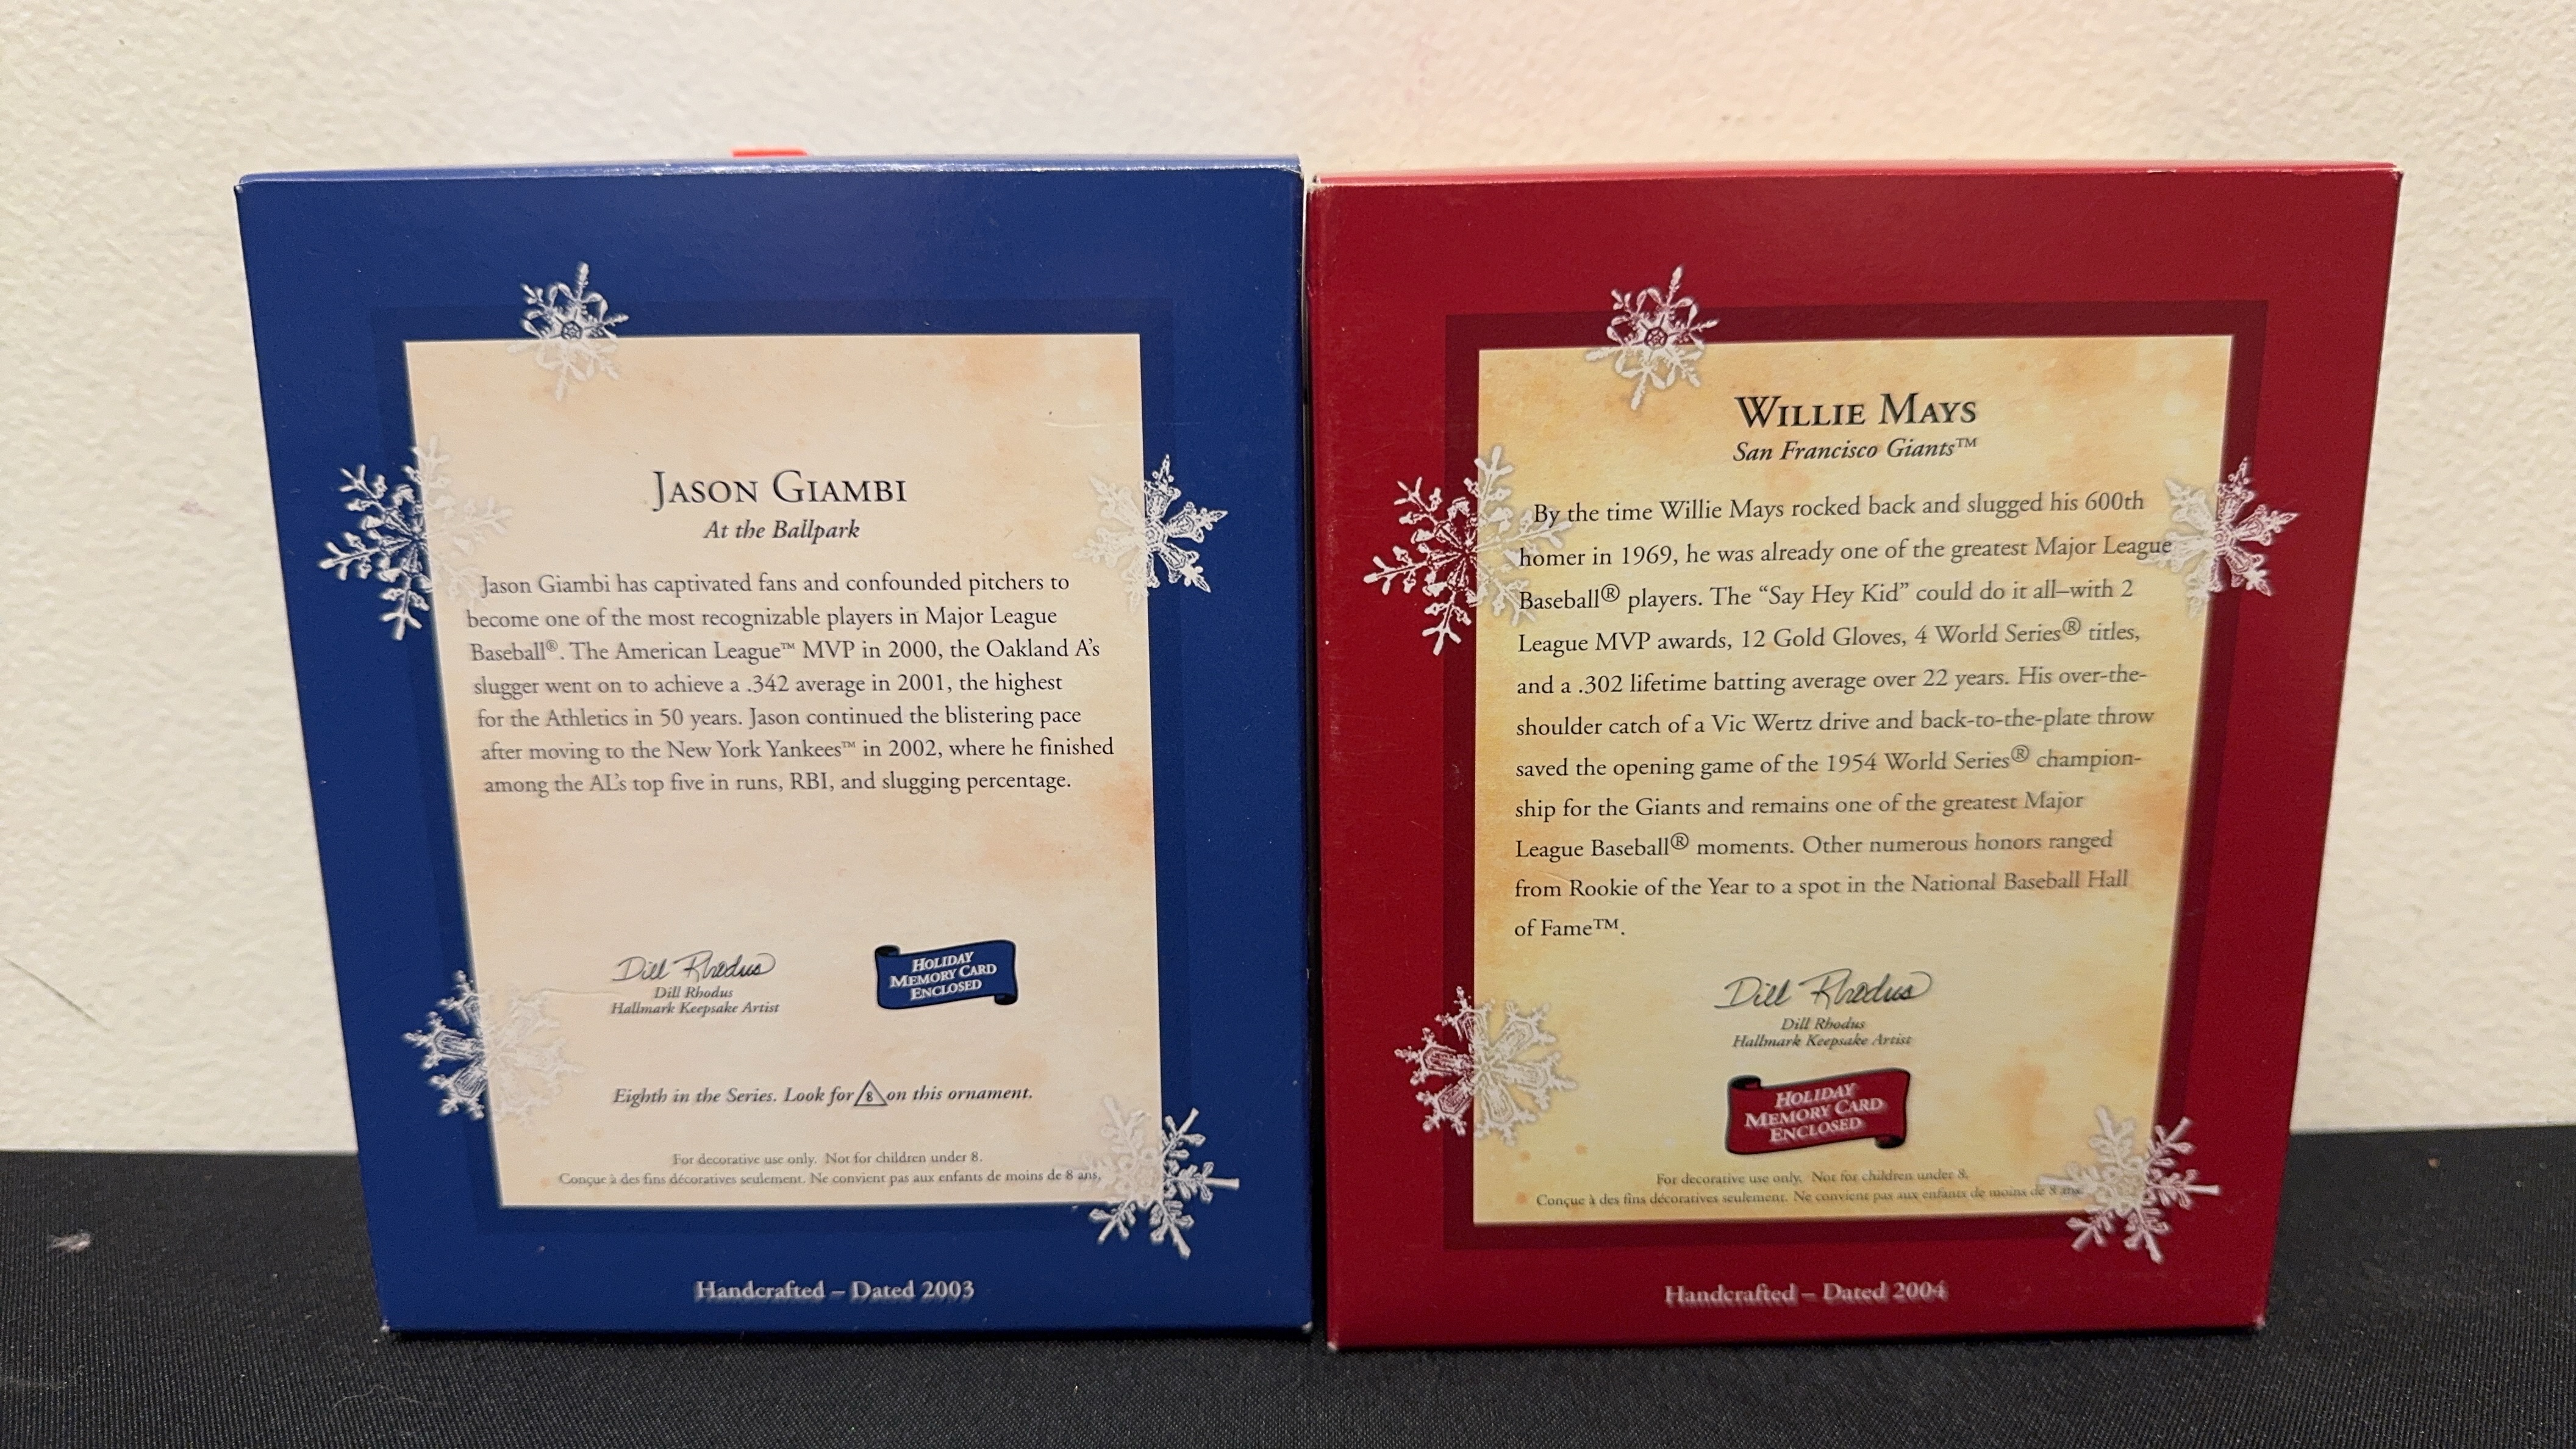 JASON GIAMBI
At the Ballpark
Jason Giambi has captivated fans and confounded pitchers to
become one of the most recognizable players in Major League
Baseball®. The American League™ MVP in 2000, the Oakland A's
slugger went on to achieve a .342 average in 2001, the highest
for the Athletics in 50 years. Jason continued the blistering pace
after moving to the New York Yankees™ in 2002, where he finished
among the AL's top five in runs, RBI, and slugging percentage.
Dill Rhodus
Dill Rhodus
Hallmark Keepsake Artist
HOLIDAY
MEMORY CARD
ENCLOSED
Eighth in the Series. Look for 8 on this ornament.
For decorative use only. Not for children under 8.
Conçue à des fins décoratives seulement. Ne convient pas aux enfants de moins de 8 ans.
Handcrafted – Dated 2003
WILLIE MAYS
San Francisco Giants™
By the time Willie Mays rocked back and slugged his 600th
homer in 1969, he was already one of the greatest Major League
Baseball® players. The “Say Hey Kid” could do it all–with 2
League MVP awards, 12 Gold Gloves, 4 World Series® titles,
and a .302 lifetime batting average over 22 years. His over-the-
shoulder catch of a Vic Wertz drive and back-to-the-plate throw
saved the opening game of the 1954 World Series® champion-
ship for the Giants and remains one of the greatest Major
League Baseball® moments. Other numerous honors ranged
from Rookie of the Year to a spot in the National Baseball Hall
of Fame™.
Dill Rhodus
Dill Rhodus
Hallmark Keepsake Artist
HOLIDAY
MEMORY CARD
ENCLOSED
For decorative use only. Not for children under 8.
Conçue à des fins décoratives seulement. Ne convient pas aux enfants de moins de 8 ans.
Handcrafted – Dated 2004